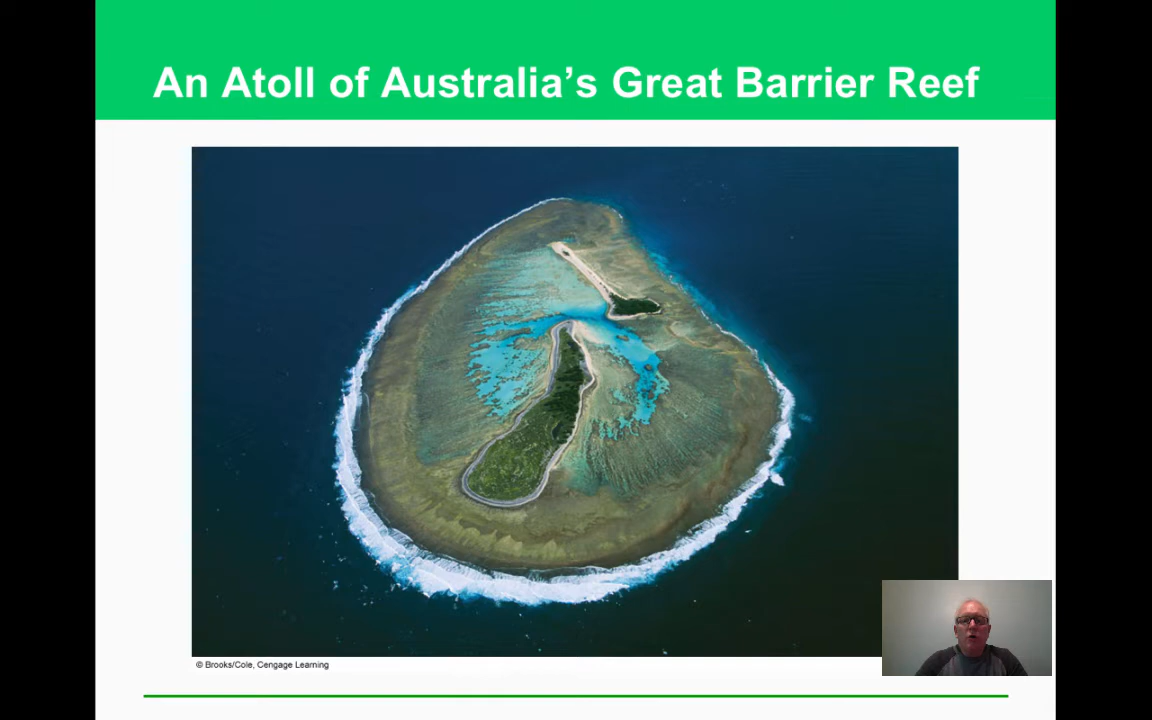 An Atoll of Australia’s Great Barrier Reef
© Brooks/Cole, Cengage Learning